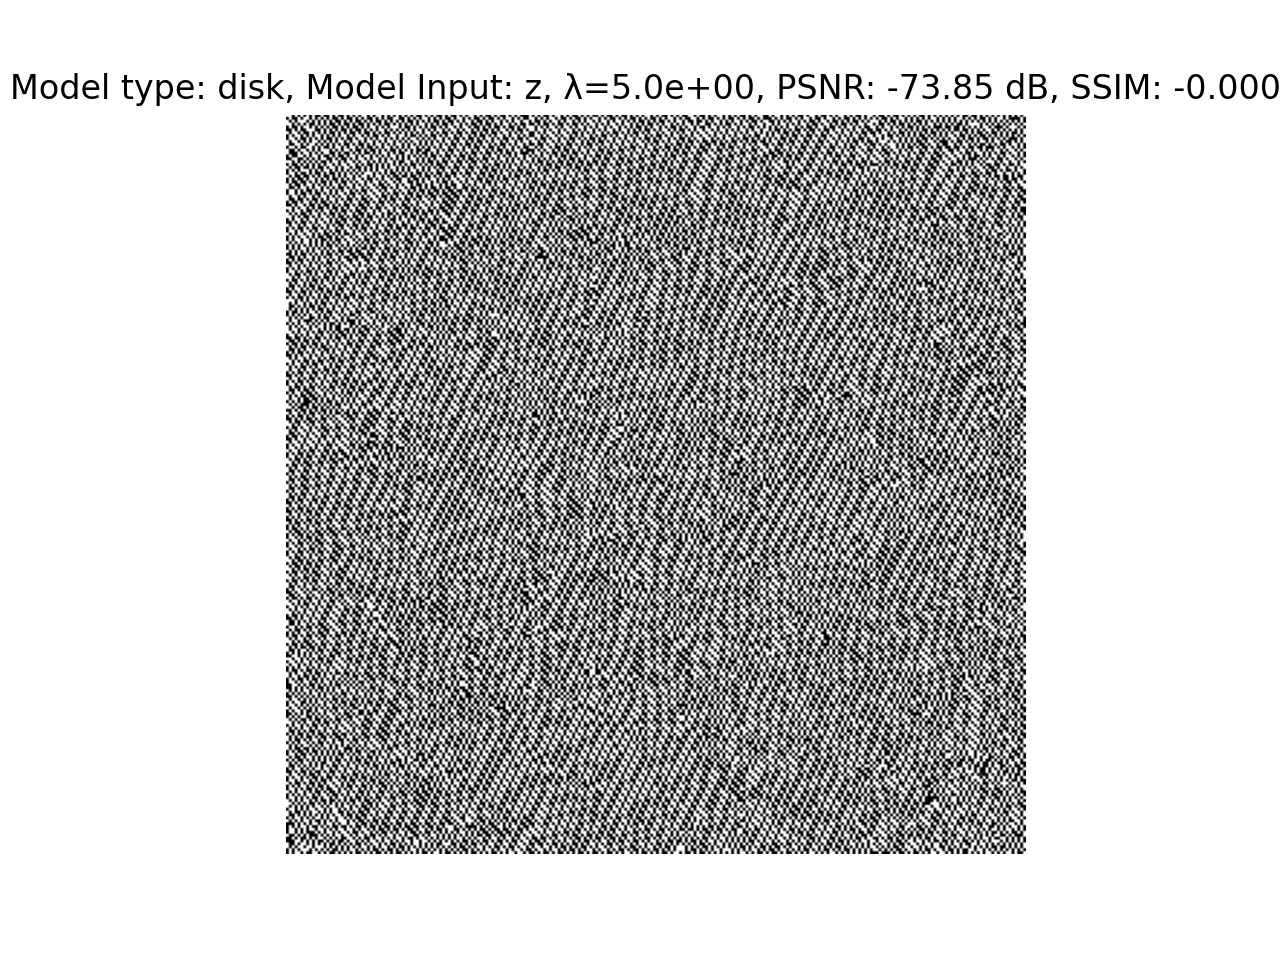 Model type: disk, Model Input: z, λ=5.0e+00, PSNR: -73.85 dB, SSIM: -0.000